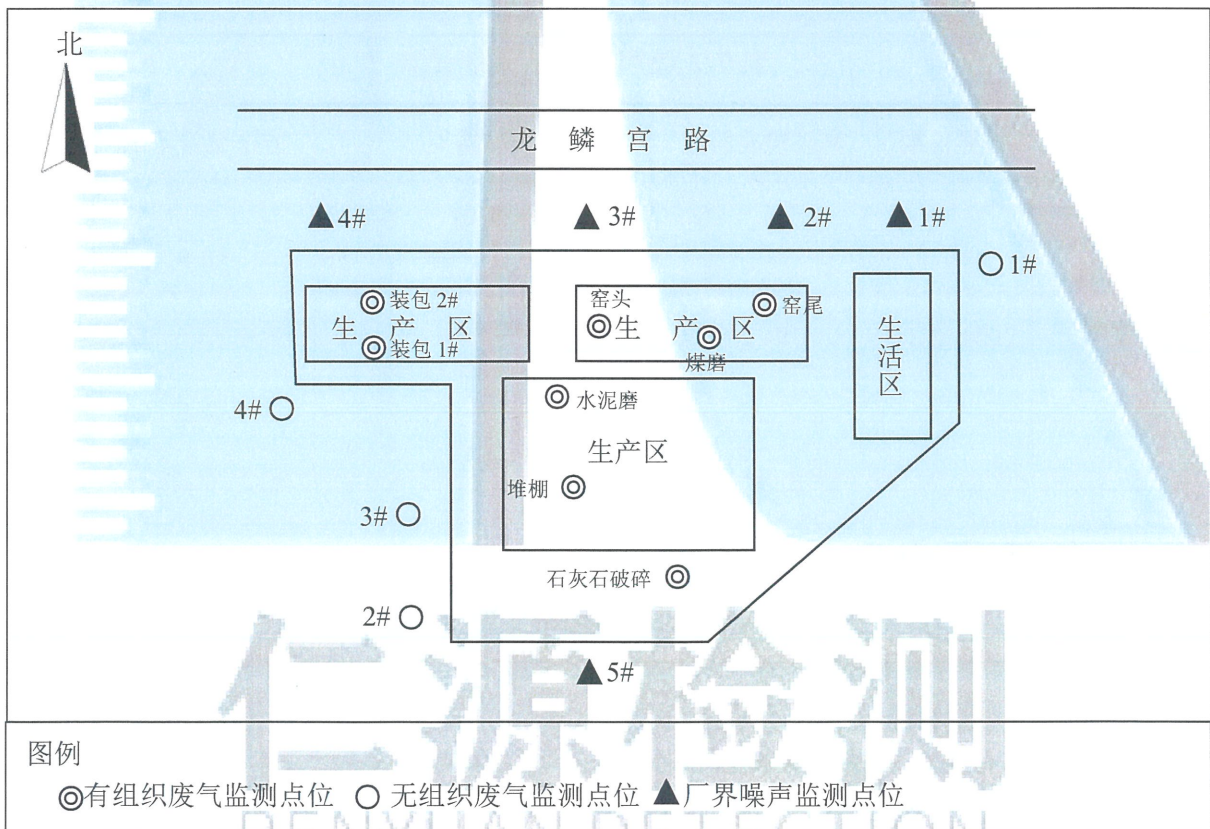 北
龙鳞宫路
▲4#
▲3#
▲2#
▲1#
○1#
◎装包 2#
生产区
◎装包 1#
窑头
◎生产区
◎窑尾
◎
煤磨
生活区
4#○
◎水泥磨
生产区
堆棚◎
3#○
石灰石破碎◎
2#○
▲5#
仁源检测
图例
◎有组织废气监测点位 ○无组织废气监测点位 ▲厂界噪声监测点位
RENYUAN DETECTION